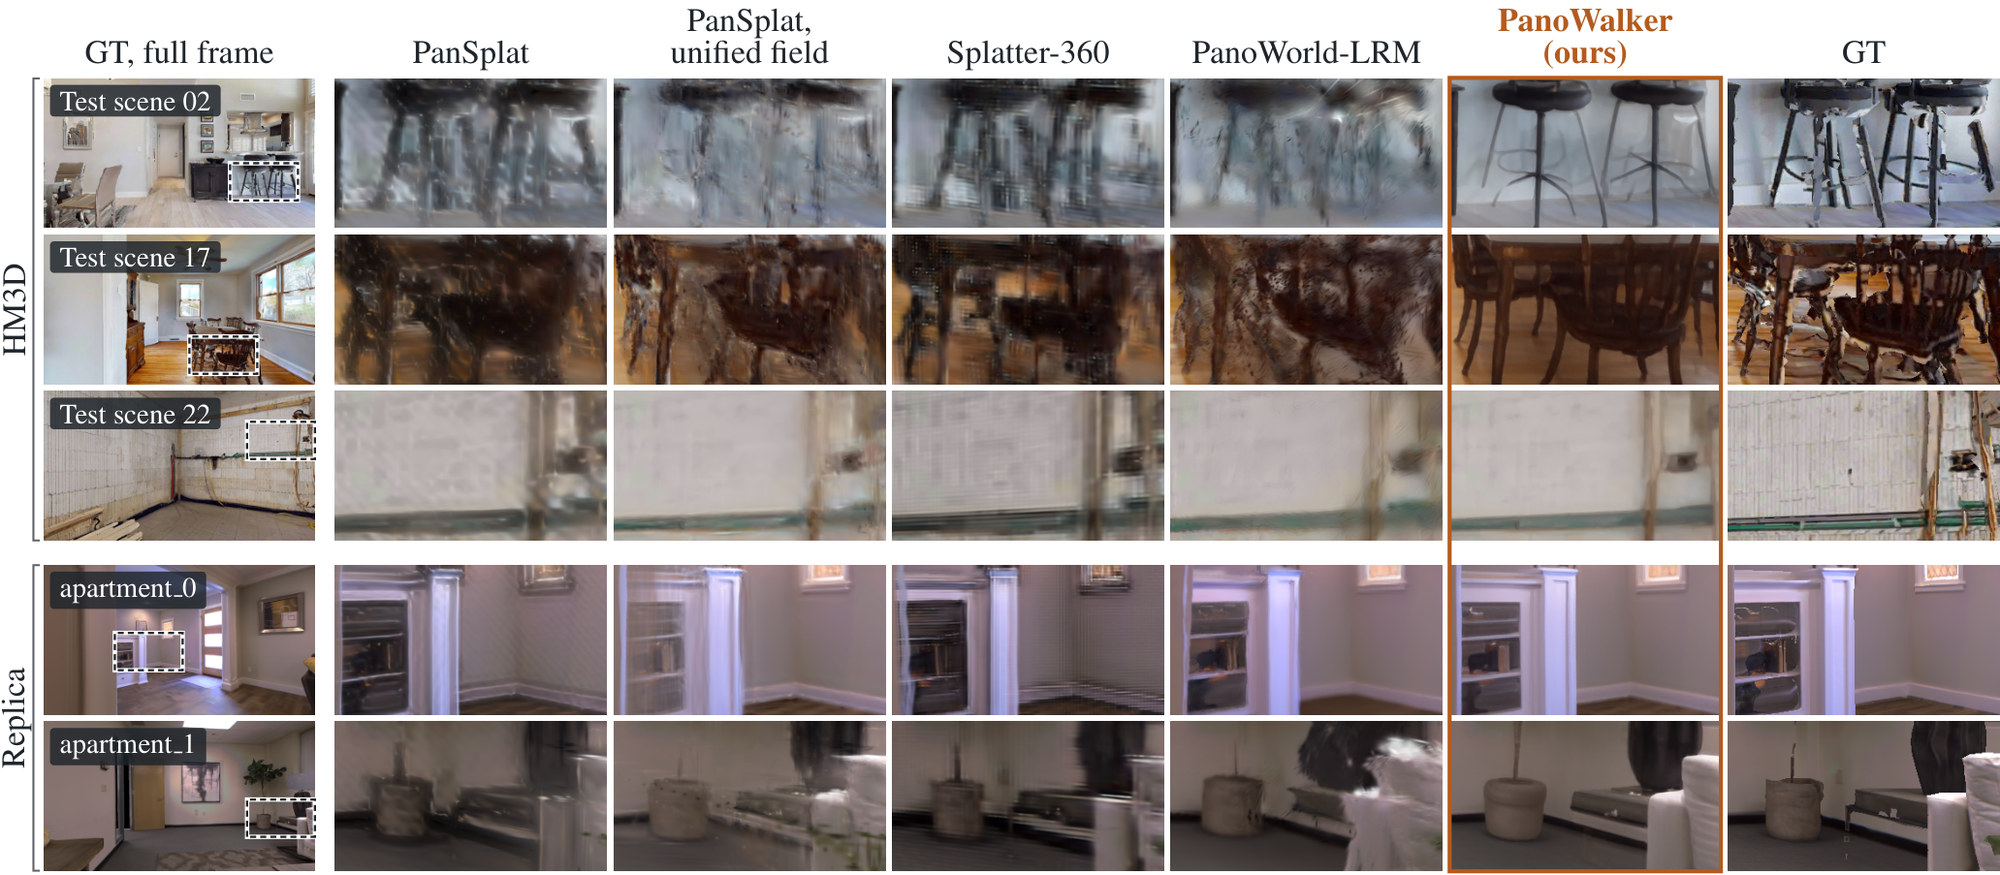 GT, full frame
PanSplat
PanSplat,
unified field
Splatter-360
PanoWorld-LRM
PanoWalker
(ours)
GT
HM3D
Test scene 02
Test scene 17
Test scene 22
Replica
apartment_0
apartment_1